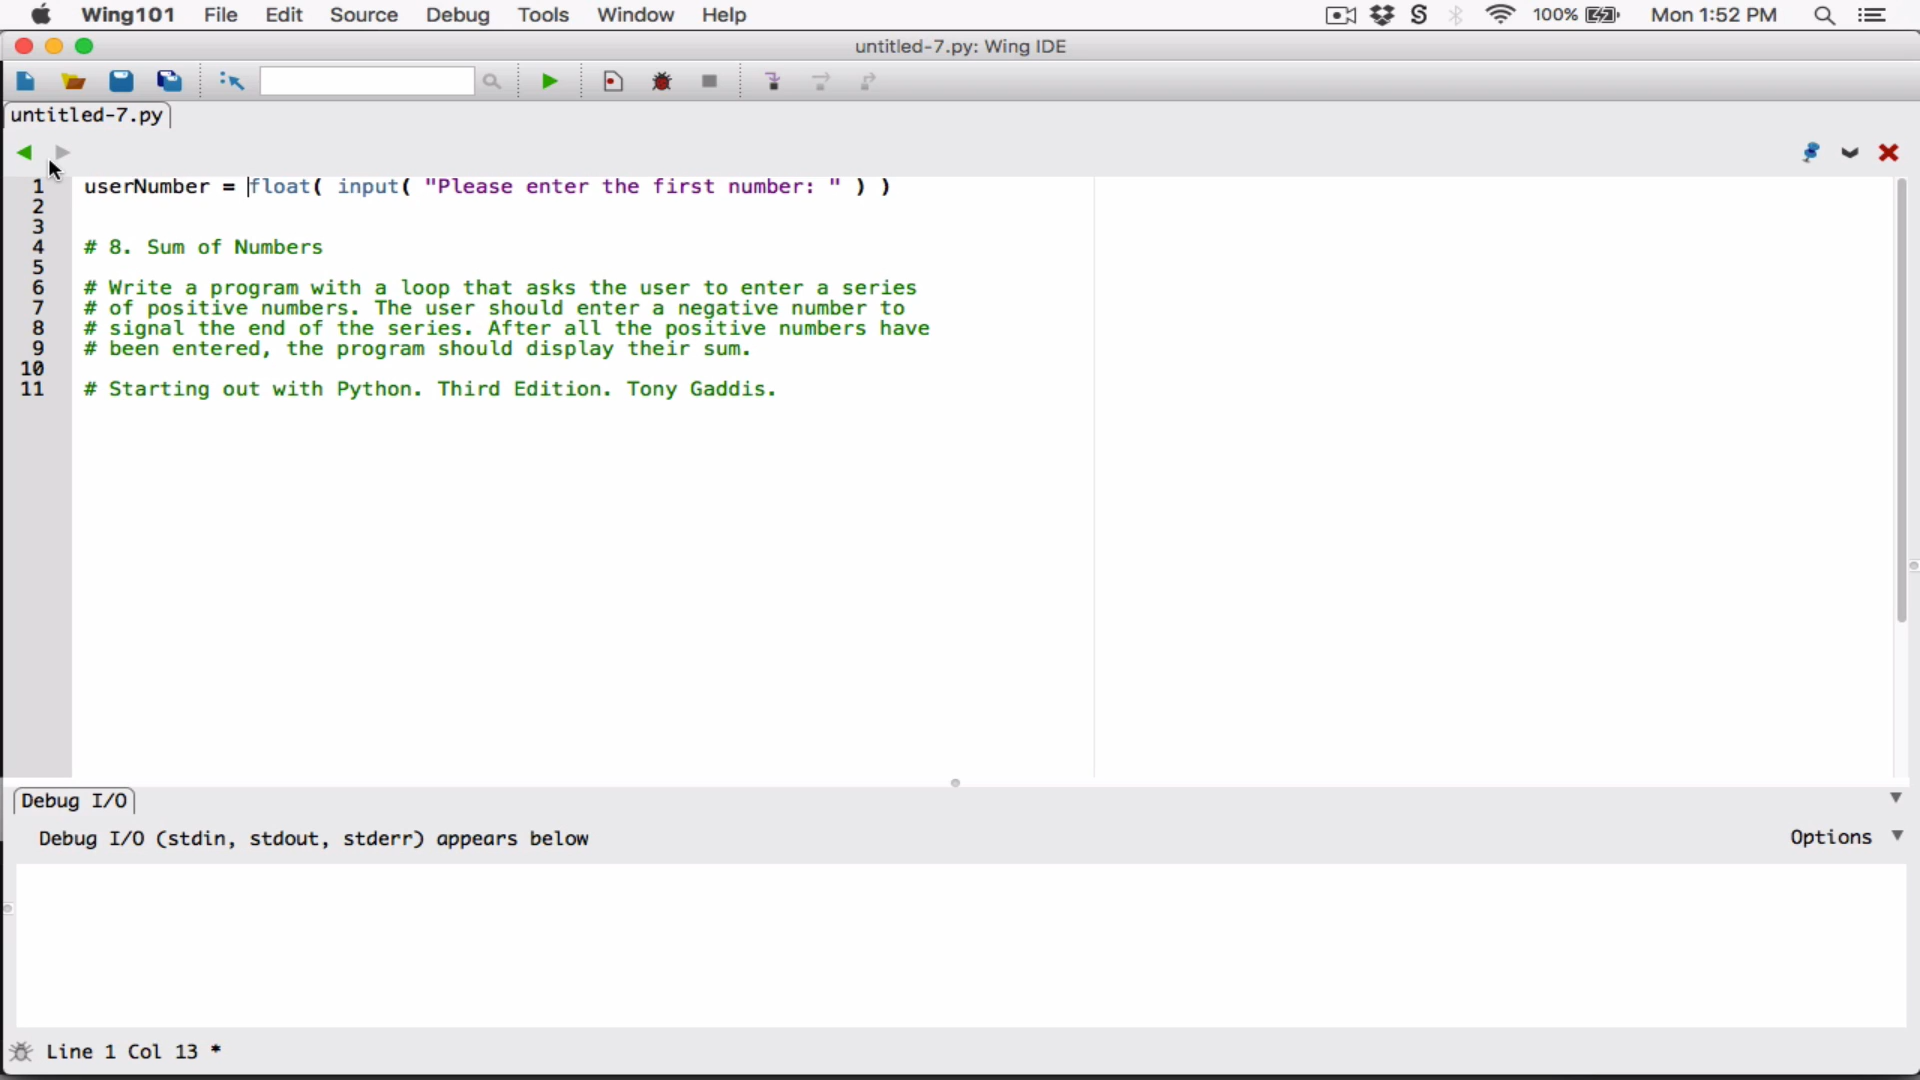 Wing101 File Edit Source Debug Tools Window Help 100% Mon 1:52 PM
untitled-7.py: Wing IDE
untitled-7.py
1 userNumber = float( input( "Please enter the first number: " ) )
2
3
4 # 8. Sum of Numbers
5
6 # Write a program with a loop that asks the user to enter a series
7 # of positive numbers. The user should enter a negative number to
8 # signal the end of the series. After all the positive numbers have
9 # been entered, the program should display their sum.
10
11 # Starting out with Python. Third Edition. Tony Gaddis.
Debug I/O
Debug I/O (stdin, stdout, stderr) appears below Options
Line 1 Col 13 *